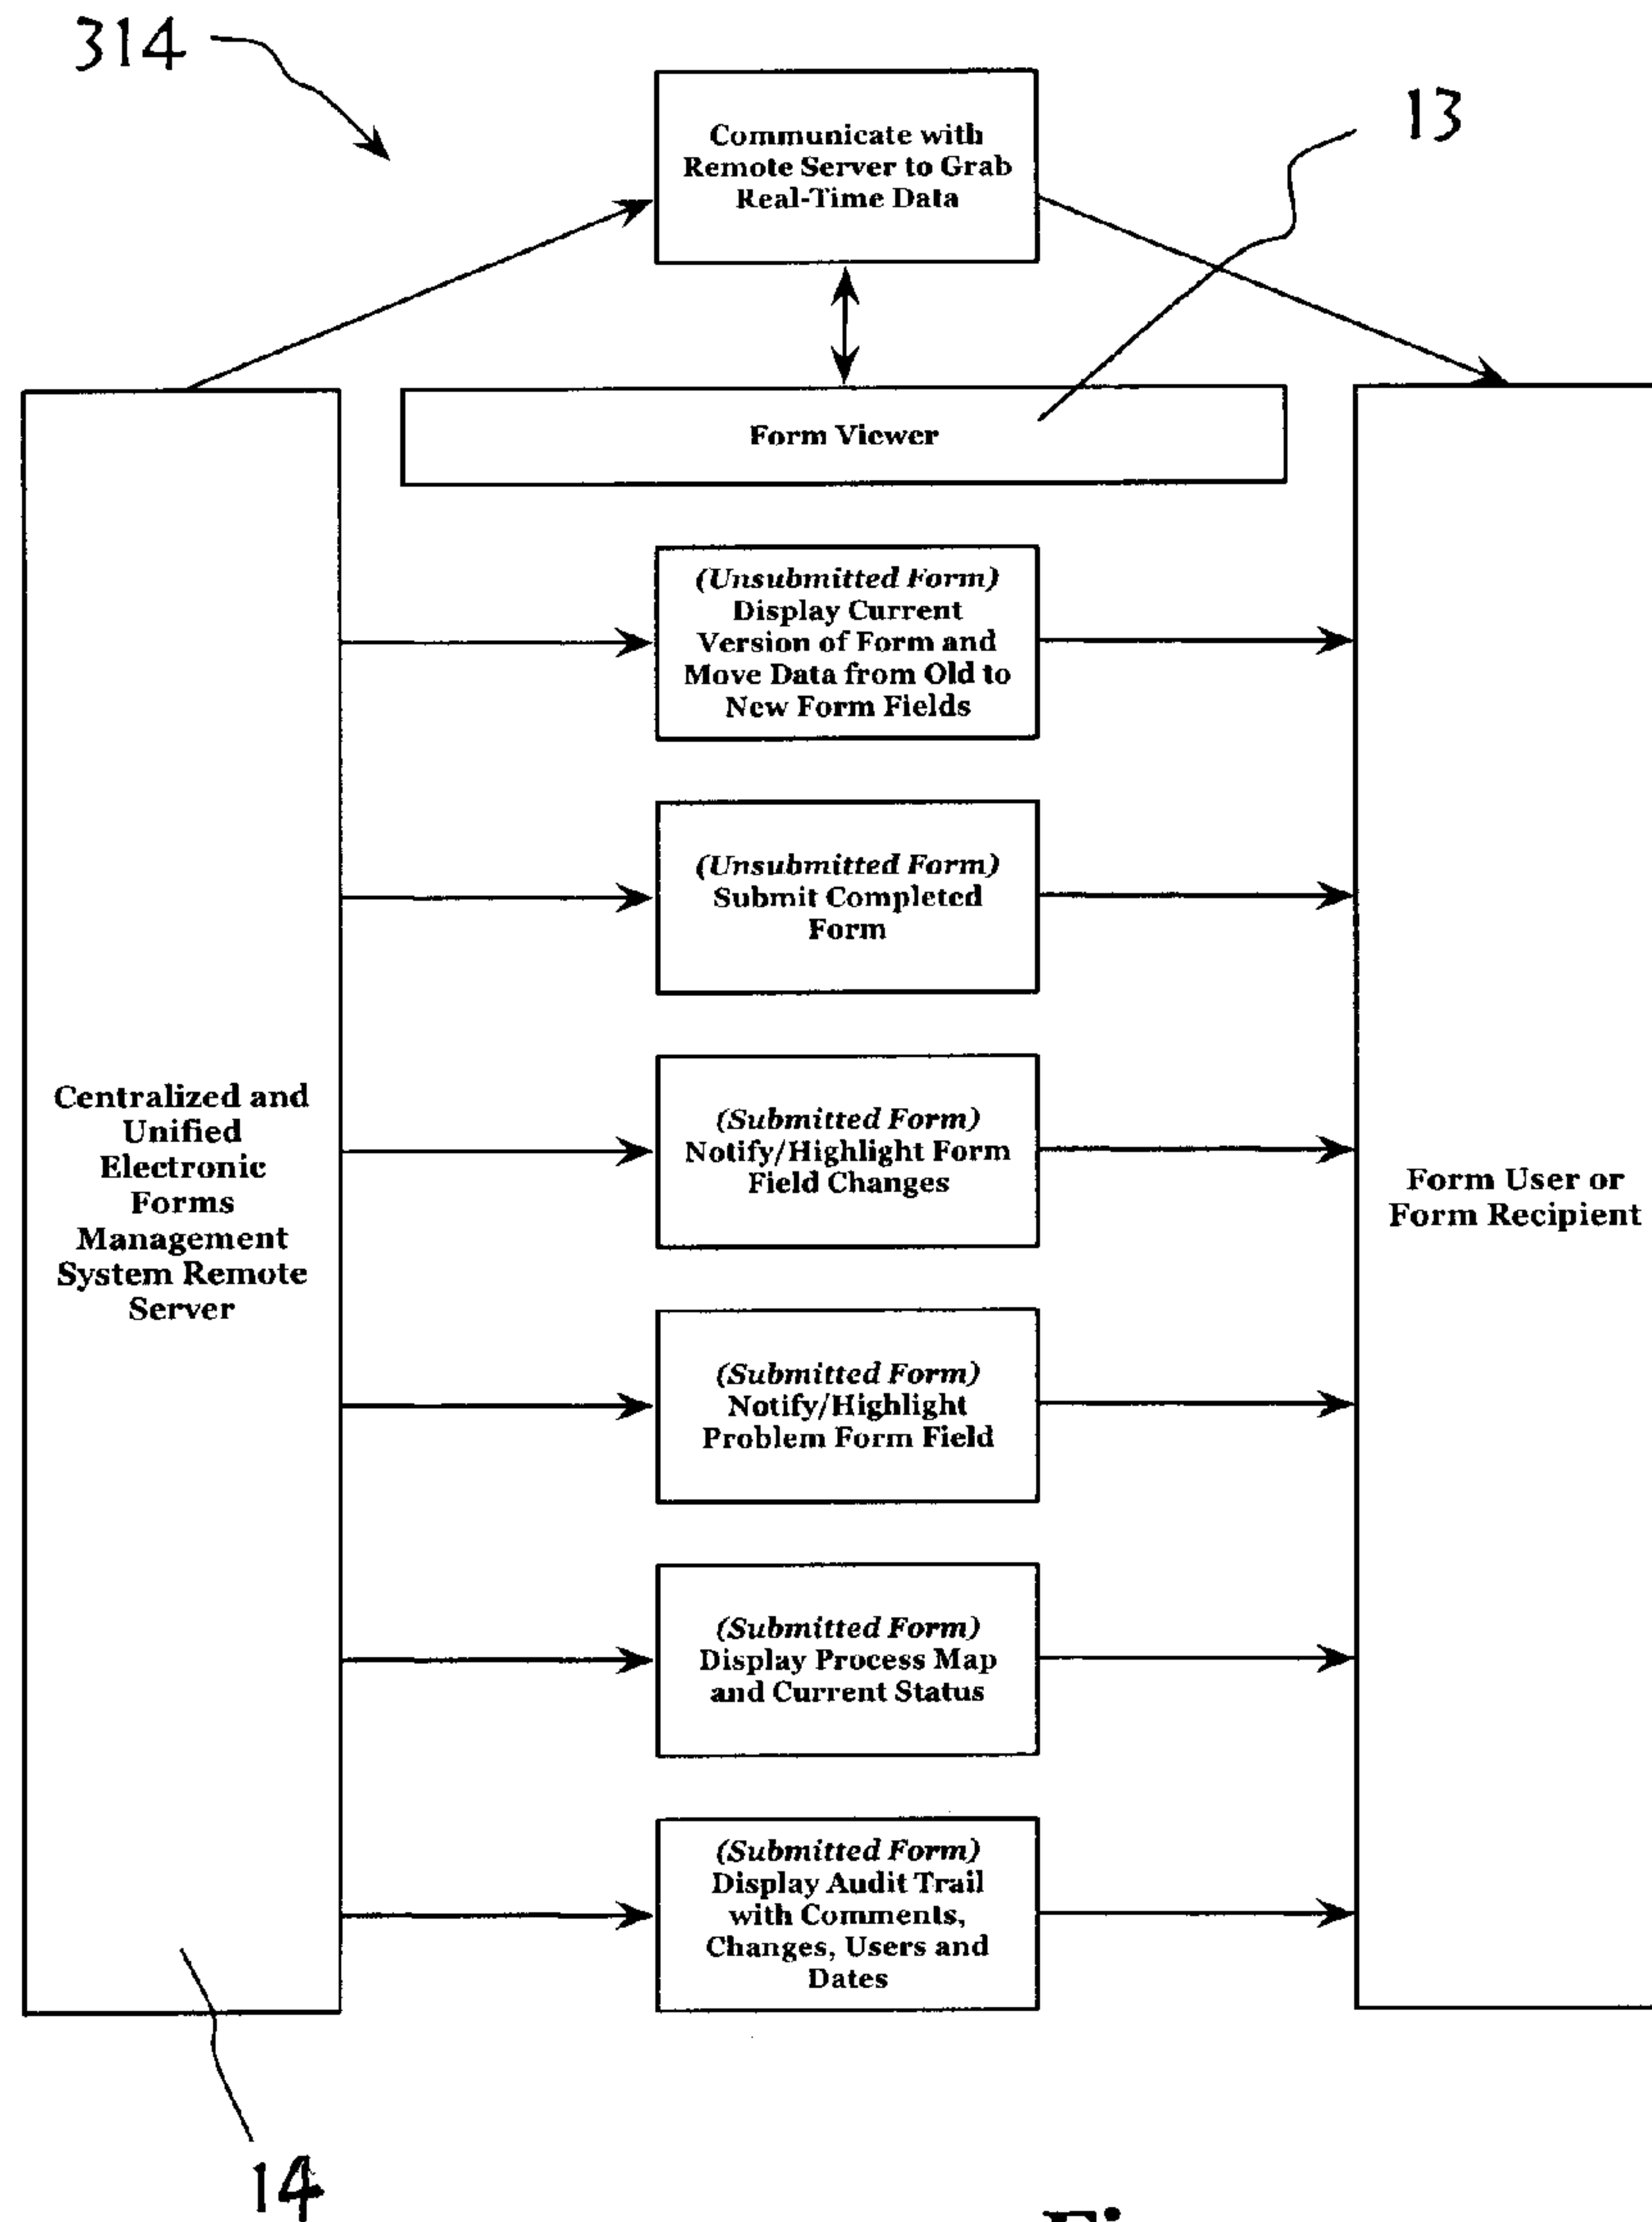 314
13
Communicate with
Remote Server to Grab
Real-Time Data
Form Viewer
(Unsubmitted Form)
Display Current
Version of Form and
Move Data from Old to
New Form Fields
(Unsubmitted Form)
Submit Completed
Form
Centralized and
Unified
Electronic
Forms
Management
System Remote
Server
(Submitted Form)
Notify/Highlight Form
Field Changes
Form User or
Form Recipient
(Submitted Form)
Notify/Highlight
Problem Form Field
(Submitted Form)
Display Process Map
and Current Status
(Submitted Form)
Display Audit Trail
with Comments,
Changes, Users and
Dates
14